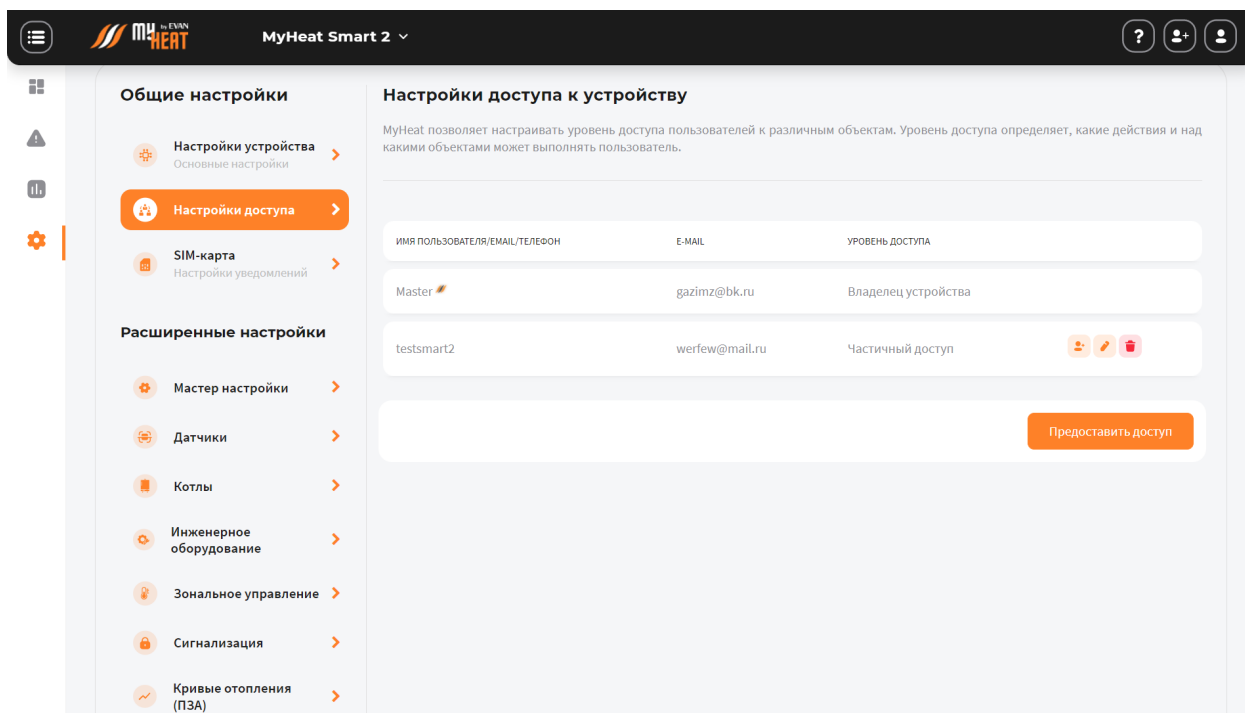 by EVAN
MY HEAT
MyHeat Smart 2
?
Общие настройки
Настройки устройства
Основные настройки
Настройки доступа
SIM-карта
Настройки уведомлений
Расширенные настройки
Мастер настройки
Датчики
Котлы
Инженерное
оборудование
Зональное управление
Сигнализация
Кривые отопления
(ПЗА)
Настройки доступа к устройству
MyHeat позволяет настраивать уровень доступа пользователей к различным объектам. Уровень доступа определяет, какие действия и над
какими объектами может выполнять пользователь.
ИМЯ ПОЛЬЗОВАТЕЛЯ/EMAIL/ТЕЛЕФОН E-MAIL УРОВЕНЬ ДОСТУПА
Master gazimz@bk.ru Владелец устройства
testsmart2 werfew@mail.ru Частичный доступ
Предоставить доступ